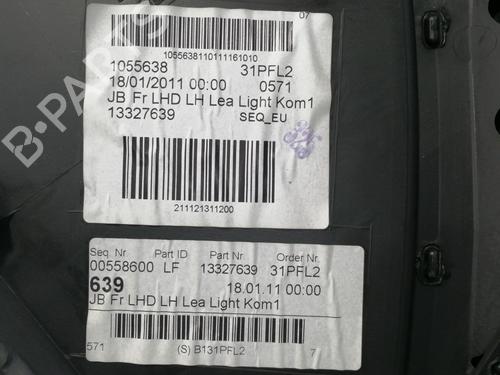 07
1055638110111161010
1055638 31PFL2
18/01/2011 00:00 0571
JB Fr LHD LH Lea Light Kom1
13327639 SEQ_EU
211121311200
Seq. Nr Part ID Part Nr Order Nr.
00558600 LF 13327639 31PFL2
639 18.01.11 00:00
JB Fr LHD LH Lea Light Kom1
571 (S) B131PFL2 7
B-Parts